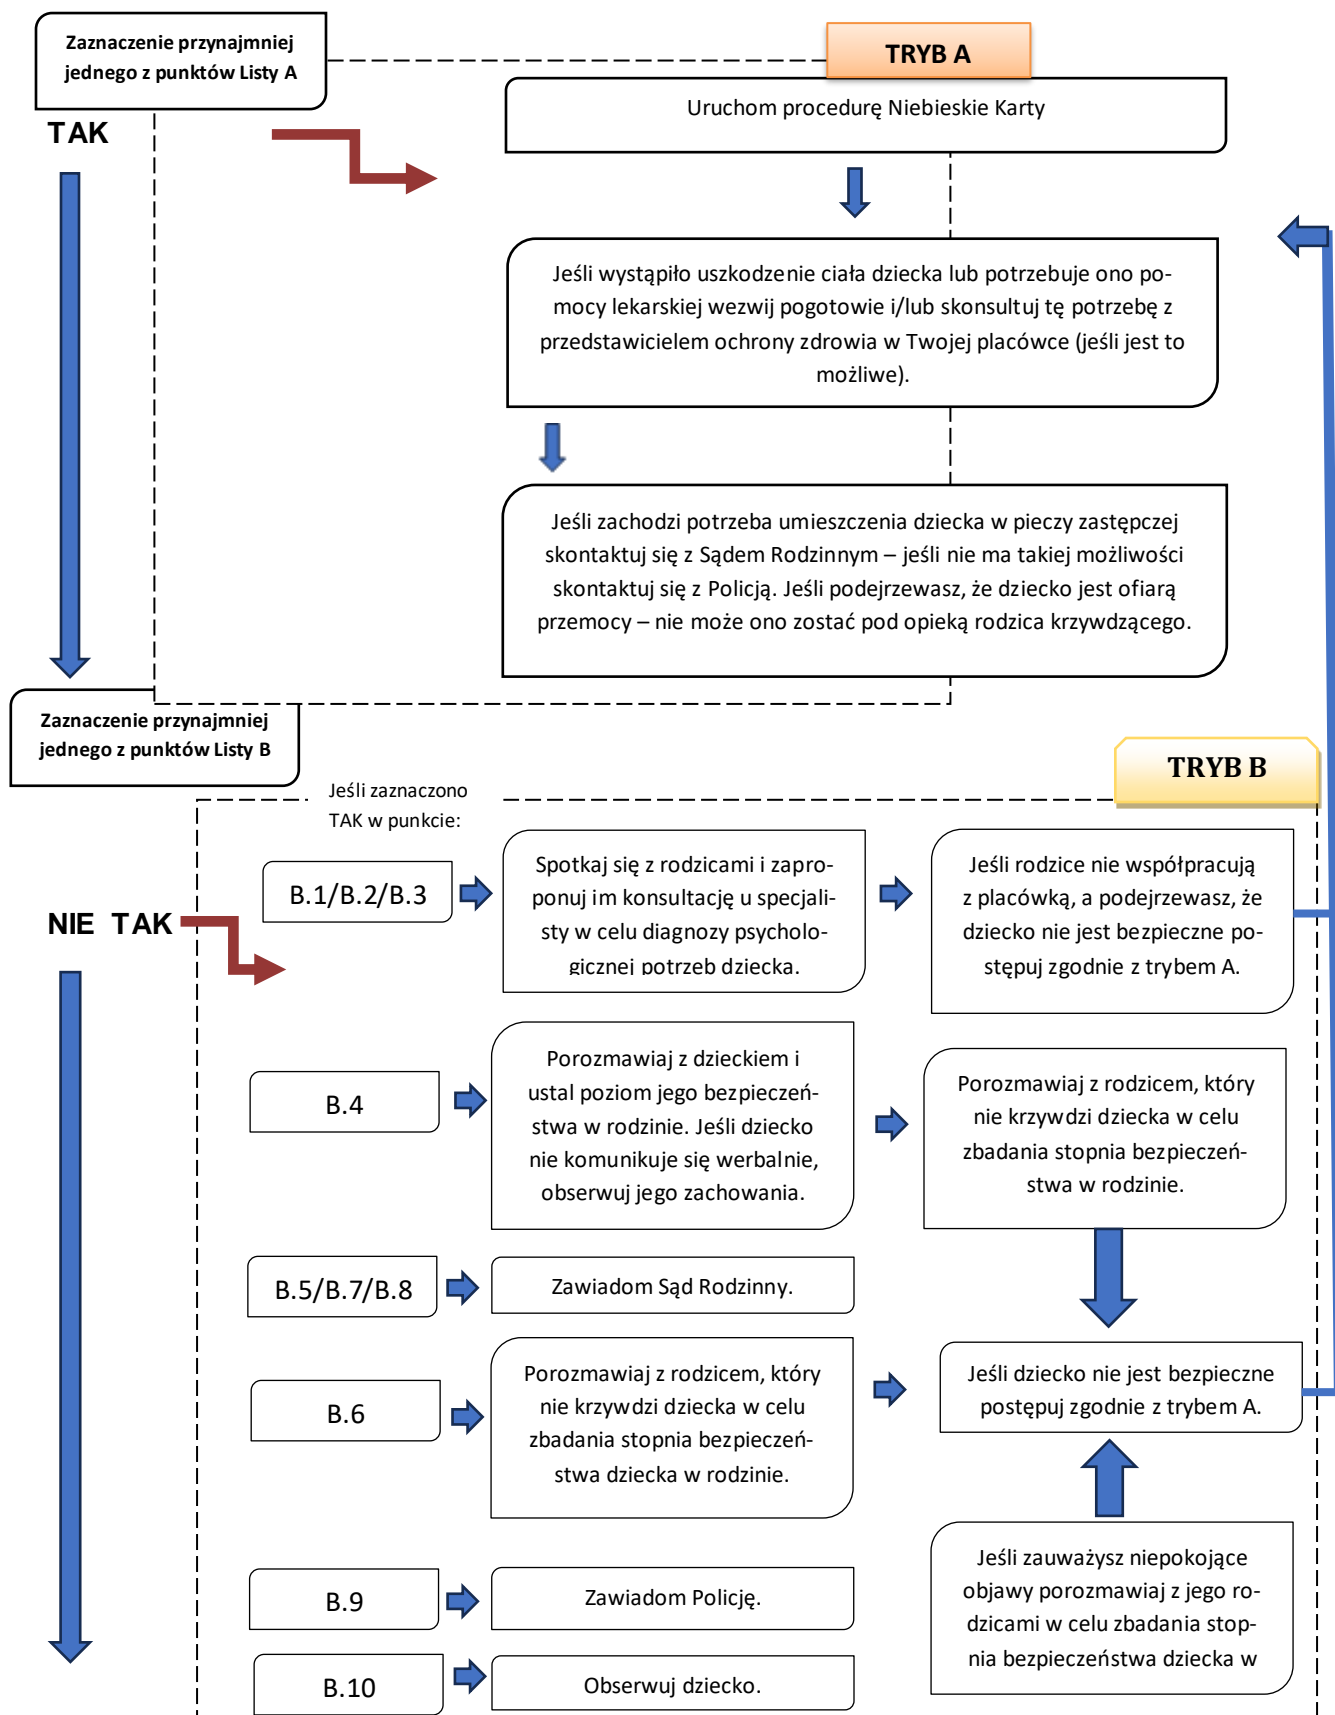 Zaznaczenie przynajmniej
jednego z punktów Listy A
TRYB A
Uruchom procedurę Niebieskie Karty
TAK
Jeśli wystąpiło uszkodzenie ciała dziecka lub potrzebuje ono po-
mocy lekarskiej wezwij pogotowie i/lub skonsultuj tę potrzebę z
przedstawicielem ochrony zdrowia w Twojej placówce (jeśli jest to
możliwe).
Jeśli zachodzi potrzeba umieszczenia dziecka w pieczy zastępczej
skontaktuj się z Sądem Rodzinnym – jeśli nie ma takiej możliwości
skontaktuj się z Policją. Jeśli podejrzewasz, że dziecko jest ofiarą
przemocy – nie może ono zostać pod opieką rodzica krzywdzącego.
Zaznaczenie przynajmniej
jednego z punktów Listy B
TRYB B
Jeśli zaznaczono
TAK w punkcie:
NIE TAK
B.1/B.2/B.3
Spotkaj się z rodzicami i zapro-
ponuj im konsultację u specjali-
sty w celu diagnozy psycholo-
gicznej potrzeb dziecka.
Jeśli rodzice nie współpracują
z placówką, a podejrzewasz, że
dziecko nie jest bezpieczne po-
stępuj zgodnie z trybem A.
B.4
Porozmawiaj z dzieckiem i
ustal poziom jego bezpieczeń-
stwa w rodzinie. Jeśli dziecko
nie komunikuje się werbalnie,
obserwuj jego zachowania.
Porozmawiaj z rodzicem, który
nie krzywdzi dziecka w celu
zbadania stopnia bezpieczeń-
stwa w rodzinie.
B.5/B.7/B.8
Zawiadom Sąd Rodzinny.
B.6
Porozmawiaj z rodzicem, który
nie krzywdzi dziecka w celu
zbadania stopnia bezpieczeń-
stwa dziecka w rodzinie.
Jeśli dziecko nie jest bezpieczne
postępuj zgodnie z trybem A.
B.9
Zawiadom Policję.
B.10
Obserwuj dziecko.
Jeśli zauważysz niepokojące
objawy porozmawiaj z jego ro-
dzicami w celu zbadania stop-
nia bezpieczeństwa dziecka w